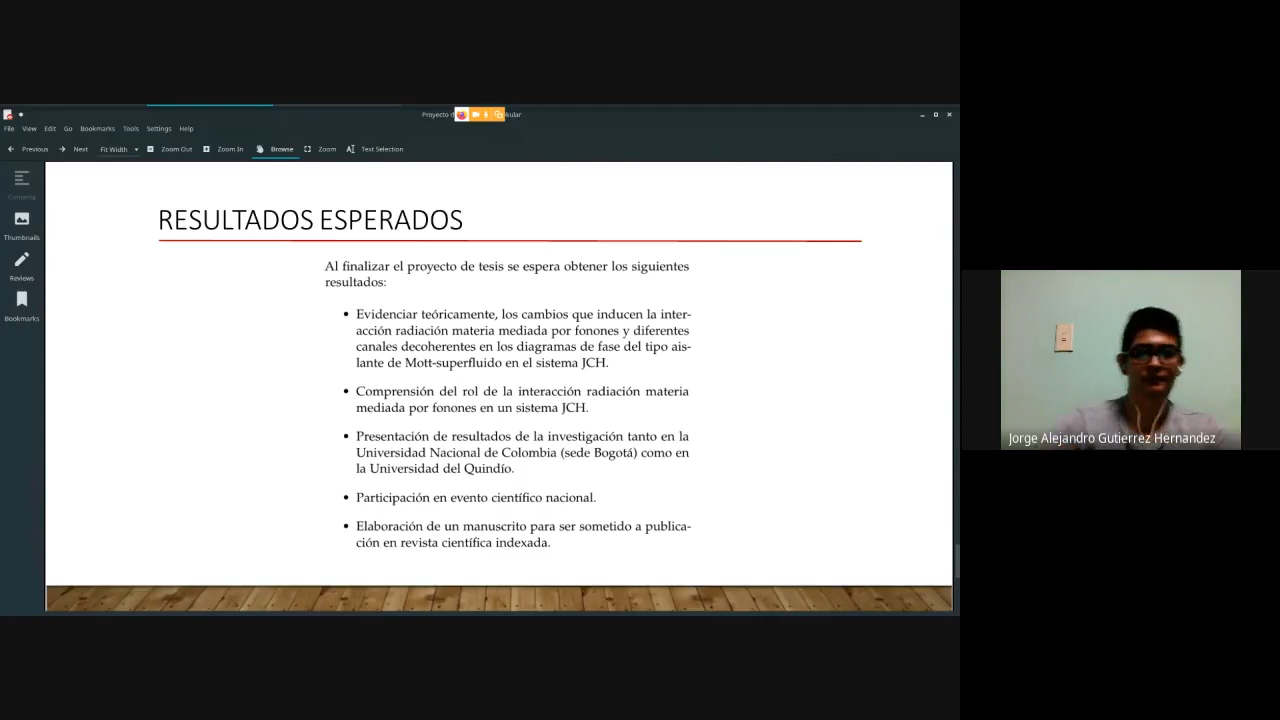 Proyecto d
kular
File View Edit Go Bookmarks Tools Settings Help
Previous Next Fit Width Zoom Out Zoom In Browse Zoom Text Selection
Contents
Thumbnails
Reviews
Bookmarks
RESULTADOS ESPERADOS
Al finalizar el proyecto de tesis se espera obtener los siguientes
resultados:
• Evidenciar teóricamente, los cambios que inducen la inter-
acción radiación materia mediada por fonones y diferentes
canales decoherentes en los diagramas de fase del tipo ais-
lante de Mott-superfluido en el sistema JCH.
• Comprensión del rol de la interacción radiación materia
mediada por fonones en un sistema JCH.
• Presentación de resultados de la investigación tanto en la
Universidad Nacional de Colombia (sede Bogotá) como en
la Universidad del Quindío.
• Participación en evento científico nacional.
• Elaboración de un manuscrito para ser sometido a publica-
ción en revista científica indexada.
Jorge Alejandro Gutierrez Hernandez